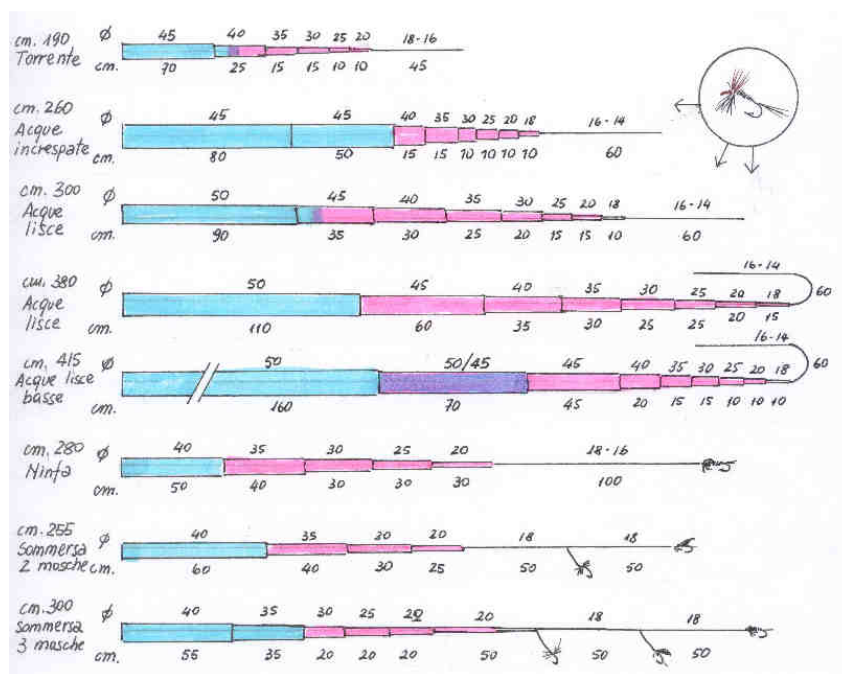 cm. 190 Ø 45 40 35 30 25 20 18-16
Torrente cm. 70 25 15 15 10 10 45
cm. 260 Ø 45 45 40 35 30 25 20 18 16-14
Acque
increspate cm. 80 50 15 15 10 10 10 10 60
cm. 300 Ø 50 45 40 35 30 25 20 18 16-14
Acque
lisce cm. 90 35 30 25 20 15 15 10 60
16-14
cm. 380 Ø 50 45 40 35 30 25 20 18 60
Acque
lisce cm. 110 60 35 30 25 25 20 15
16-14
cm. 415 Ø 50 50/45 45 40 35 30 25 20 18 60
Acque lisce
basse cm. 160 70 45 20 15 15 10 10 10
cm. 280 Ø 40 35 30 25 20 18-16
Ninfa cm. 50 40 30 30 30 100
cm. 255 Ø 40 35 30 20 18 18
Sommersa
2 mosche cm. 60 40 30 25 50 50
cm. 300 Ø 40 35 30 25 20 20 18 18
Sommersa
3 mosche cm. 55 35 20 20 20 50 50 50